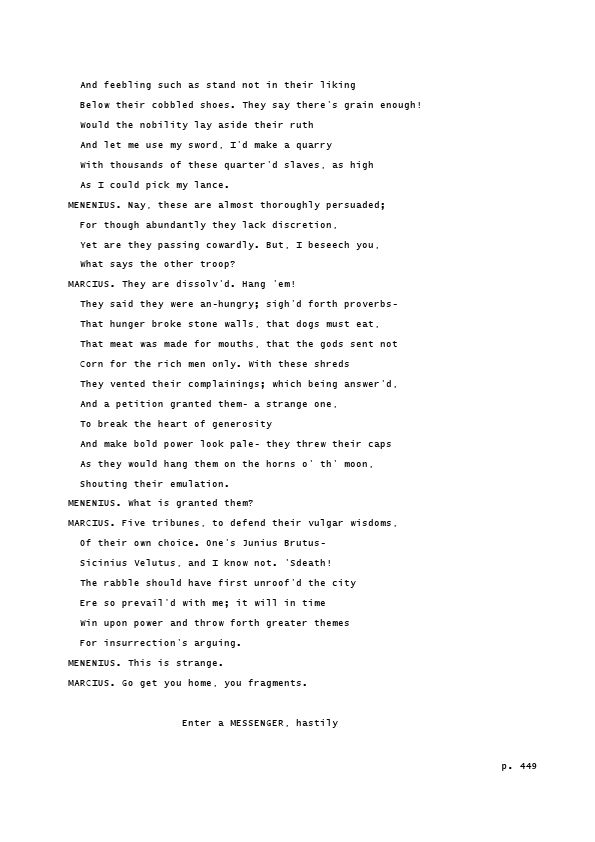 And feebling such as stand not in their liking
Below their cobbled shoes. They say there's grain enough!
Would the nobility lay aside their ruth
And let me use my sword, I'd make a quarry
With thousands of these quarter'd slaves, as high
As I could pick my lance.
MENENIUS. Nay, these are almost thoroughly persuaded;
For though abundantly they lack discretion,
Yet are they passing cowardly. But, I beseech you,
What says the other troop?
MARCIUS. They are dissolv'd. Hang 'em!
They said they were an-hungry; sigh'd forth proverbs-
That hunger broke stone walls, that dogs must eat,
That meat was made for mouths, that the gods sent not
Corn for the rich men only. With these shreds
They vented their complainings; which being answer'd,
And a petition granted them- a strange one,
To break the heart of generosity
And make bold power look pale- they threw their caps
As they would hang them on the horns o' th' moon,
Shouting their emulation.
MENENIUS. What is granted them?
MARCIUS. Five tribunes, to defend their vulgar wisdoms,
Of their own choice. One's Junius Brutus-
Sicinius Velutus, and I know not. 'Sdeath!
The rabble should have first unroof'd the city
Ere so prevail'd with me; it will in time
Win upon power and throw forth greater themes
For insurrection's arguing.
MENENIUS. This is strange.
MARCIUS. Go get you home, you fragments.
Enter a MESSENGER, hastily
p. 449